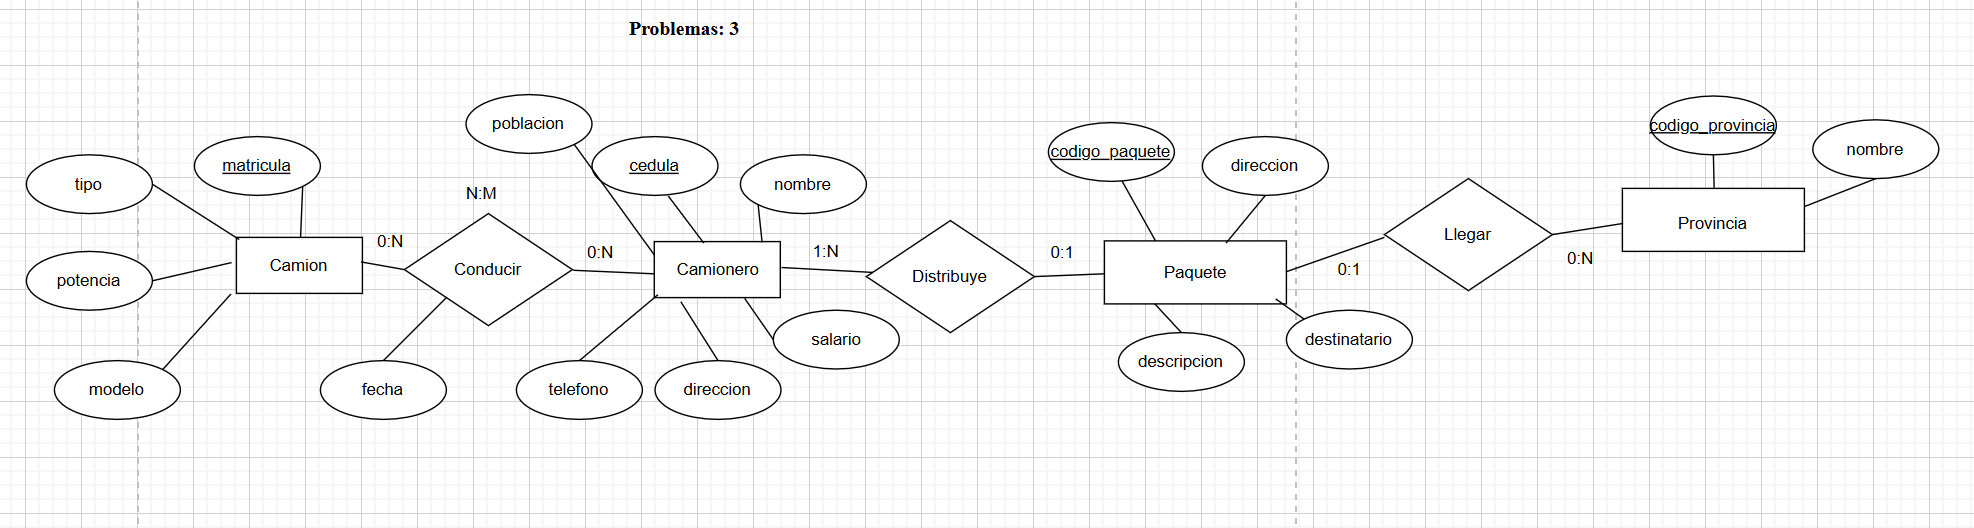 Problemas: 3
poblacion
codigo_provincia
nombre
codigo_paquete
direccion
matricula
cedula
nombre
tipo
N:M
Provincia
Llegar
0:N
0:N
1:N
0:1
0:N
Camion
Conducir
Camionero
Distribuye
Paquete
0:1
potencia
salario
destinatario
descripcion
modelo
fecha
telefono
direccion